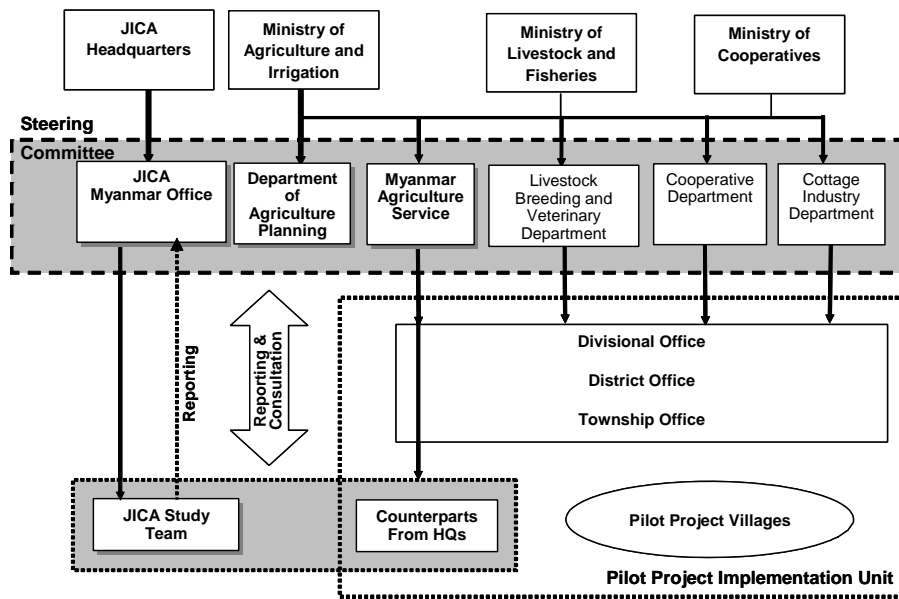 JICA
Headquarters
Ministry of
Agriculture and
Irrigation
Ministry of
Livestock and
Fisheries
Ministry of
Cooperatives
Steering
Committee
JICA
Myanmar Office
Department
of
Agriculture
Planning
Myanmar
Agriculture
Service
Livestock
Breeding and
Veterinary
Department
Cooperative
Department
Cottage
Industry
Department
Reporting
Reporting &
Consultation
Divisional Office
District Office
Township Office
JICA Study
Team
Counterparts
From HQs
Pilot Project Villages
Pilot Project Implementation Unit